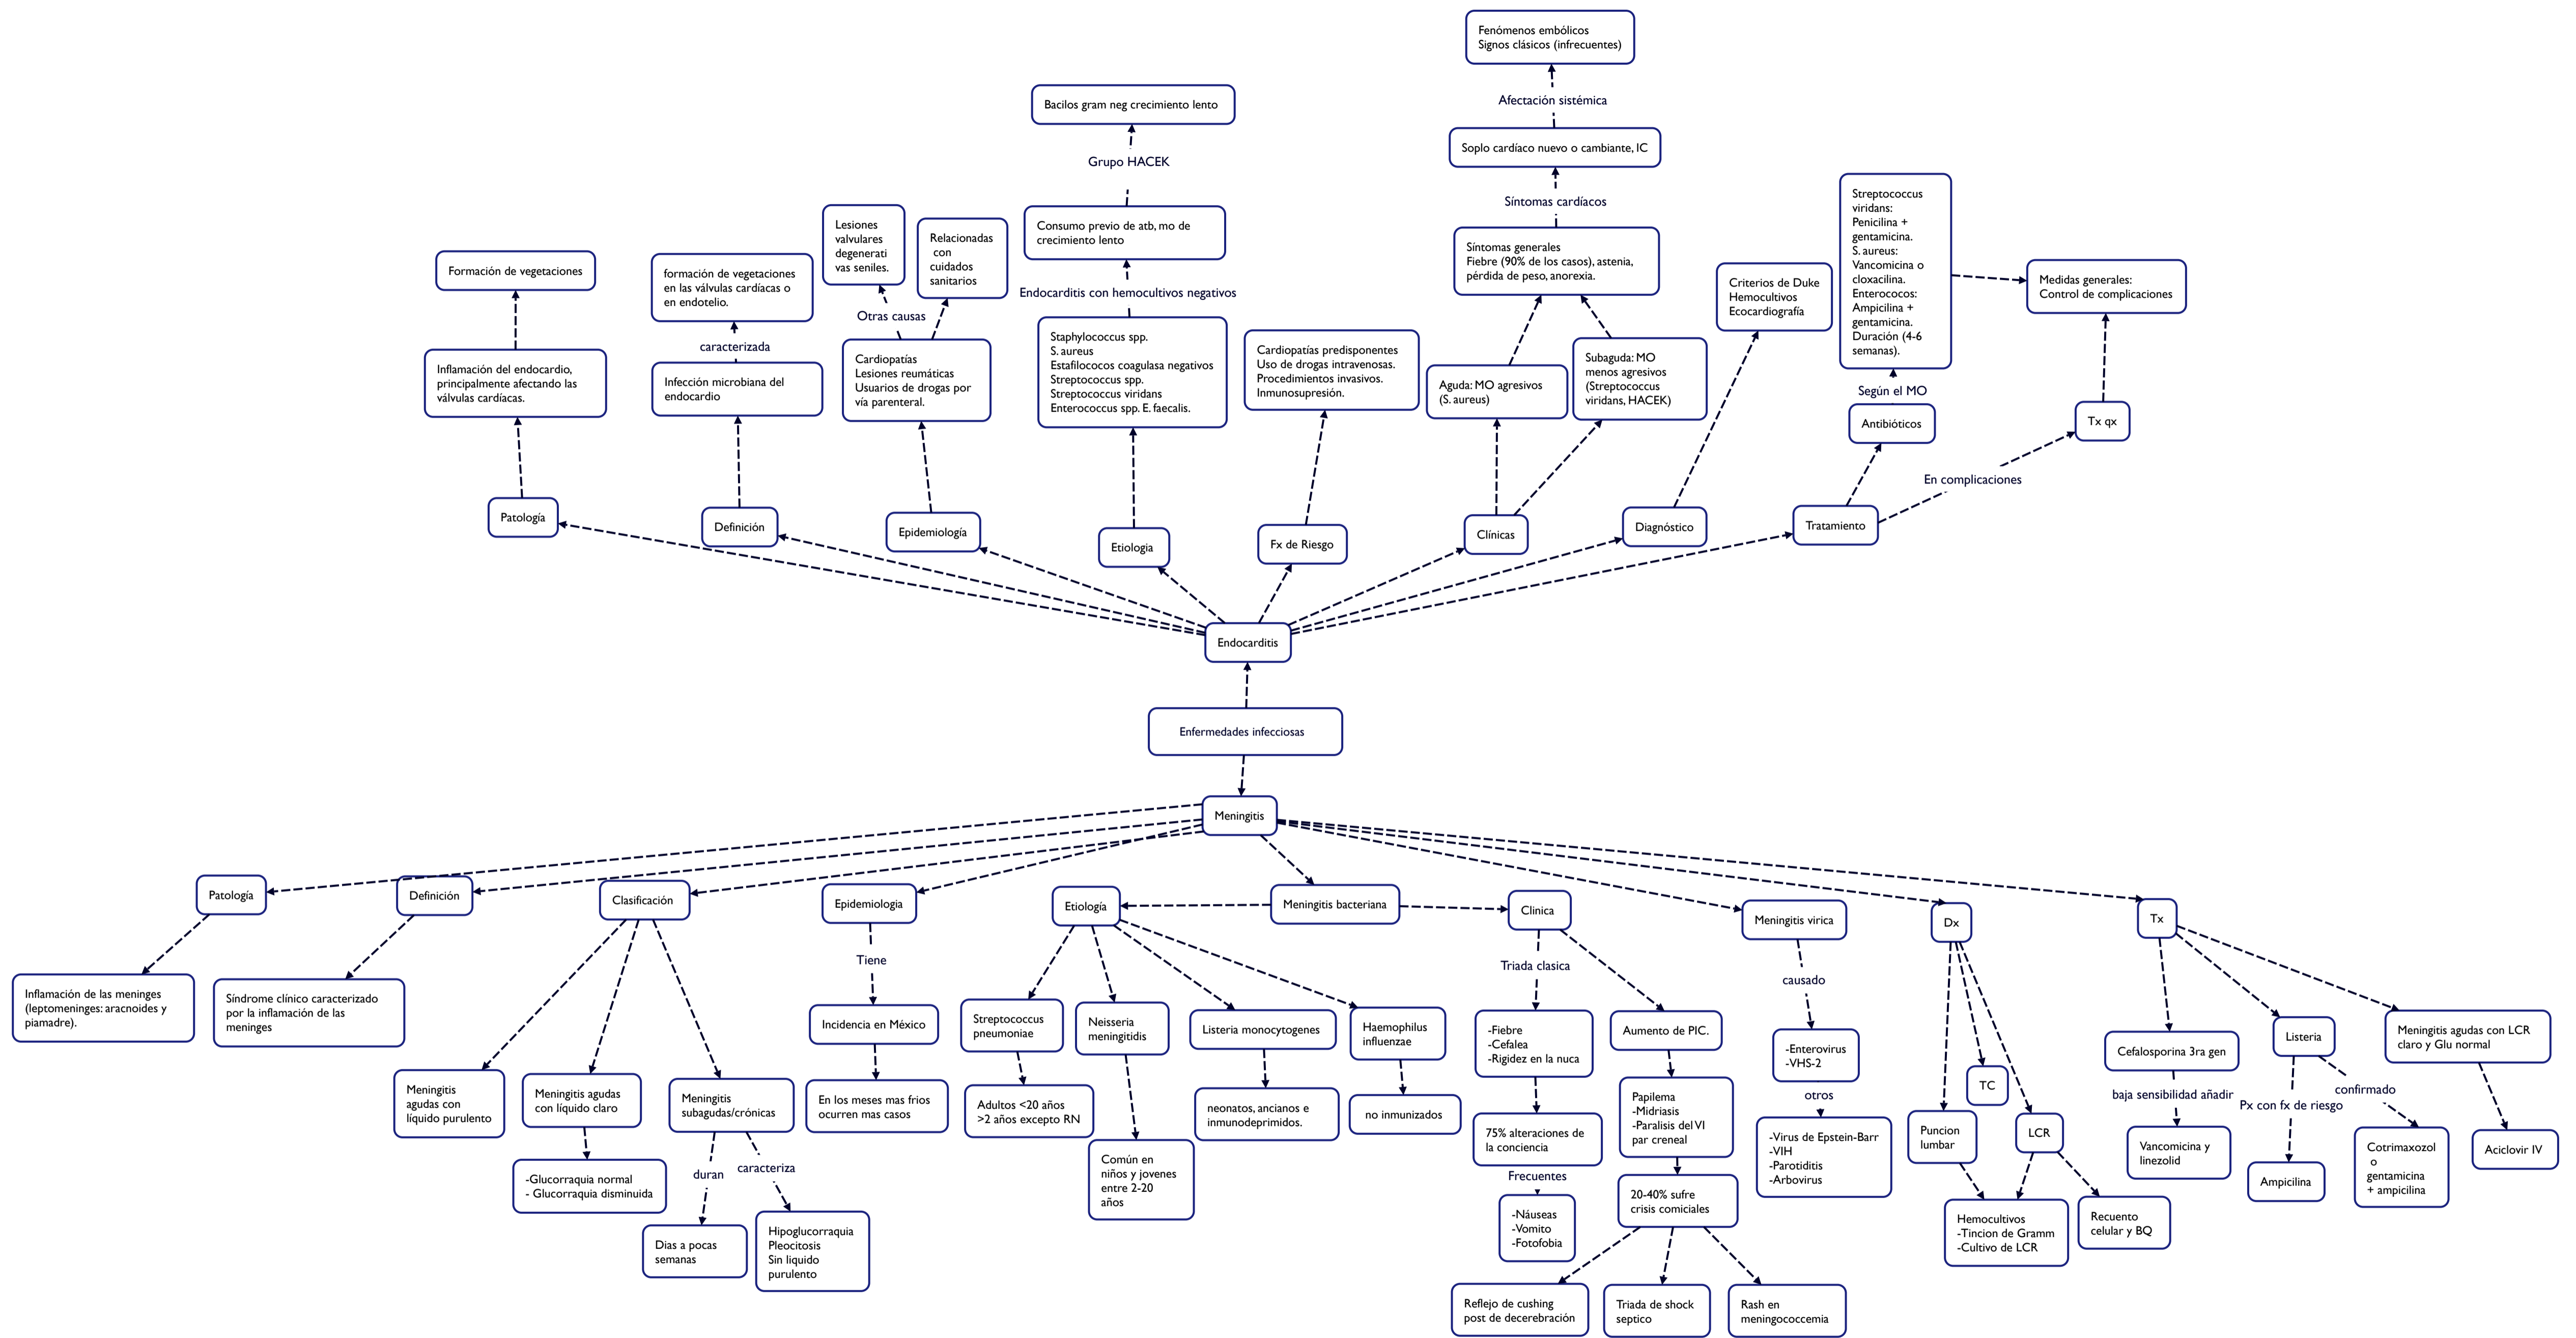 Fenómenos embólicos
Signos clásicos (infrecuentes)
Afectación sistémica
Soplo cardíaco nuevo o cambiante, IC
Síntomas cardíacos
Síntomas generales
Fiebre (90% de los casos), astenia,
pérdida de peso, anorexia.
Aguda: MO agresivos
(S. aureus)
Subaguda: MO
menos agresivos
(Streptococcus
viridans, HACEK)
Clínicas
Bacilos gram neg crecimiento lento
Grupo HACEK
Consumo previo de atb, mo de
crecimiento lento
Endocarditis con hemocultivos negativos
Staphylococcus spp.
S. aureus
Estafilococos coagulasa negativos
Streptococcus spp.
Streptococcus viridans
Enterococcus spp. E. faecalis.
Etiologia
Formación de vegetaciones
Inflamación del endocardio,
principalmente afectando las
válvulas cardíacas.
Patología
formación de vegetaciones
en las válvulas cardíacas o
en endotelio.
caracterizada
Infección microbiana del
endocardio
Definición
Lesiones
valvulares
degenerati
vas seniles.
Relacionadas
con
cuidados
sanitarios
Otras causas
Cardiopatías
Lesiones reumáticas
Usuarios de drogas por
vía parenteral.
Epidemiología
Cardiopatías predisponentes
Uso de drogas intravenosas.
Procedimientos invasivos.
Inmunosupresión.
Fx de Riesgo
Criterios de Duke
Hemocultivos
Ecocardiografía
Diagnóstico
Streptococcus
viridans:
Penicilina +
gentamicina.
S. aureus:
Vancomicina o
cloxacilina.
Enterococos:
Ampicilina +
gentamicina.
Duración (4-6
semanas).
Según el MO
Antibióticos
Tratamiento
Medidas generales:
Control de complicaciones
Tx qx
En complicaciones
Endocarditis
Enfermedades infecciosas
Meningitis
Patología
Inflamación de las meninges
(leptomeninges: aracnoides y
piamadre).
Definición
Síndrome clínico caracterizado
por la inflamación de las
meninges
Clasificación
Meningitis
agudas con
líquido purulento
Meningitis agudas
con líquido claro
-Glucorraquia normal
- Glucorraquia disminuida
Meningitis
subagudas/crónicas
duran
caracteriza
Dias a pocas
semanas
Hipoglucorraquia
Pleocitosis
Sin liquido
purulento
Epidemiologia
Tiene
Incidencia en México
En los meses mas frios
ocurren mas casos
Etiología
Meningitis bacteriana
Clinica
Streptococcus
pneumoniae
Adultos <20 años
>2 años excepto RN
Neisseria
meningitidis
Común en
niños y jovenes
entre 2-20
años
Listeria monocytogenes
neonatos, ancianos e
inmunodeprimidos.
Haemophilus
influenzae
no inmunizados
Triada clasica
-Fiebre
-Cefalea
-Rigidez en la nuca
75% alteraciones de
la conciencia
Frecuentes
-Náuseas
-Vomito
-Fotofobia
Aumento de PIC.
Papilema
-Midriasis
-Paralisis del VI
par creneal
20-40% sufre
crisis comiciales
Reflejo de cushing
post de decerebración
Triada de shock
septico
Rash en
meningococcemia
Meningitis virica
causado
-Enterovirus
-VHS-2
otros
-Virus de Epstein-Barr
-VIH
-Parotiditis
-Arbovirus
Dx
Puncion
lumbar
TC
LCR
Hemocultivos
-Tincion de Gramm
-Cultivo de LCR
Recuento
celular y BQ
Tx
Cefalosporina 3ra gen
baja sensibilidad añadir
Vancomicina y
linezolid
Listeria
Px con fx de riesgo
confirmado
Ampicilina
Cotrimaxozol
o
gentamicina
+ ampicilina
Meningitis agudas con LCR
claro y Glu normal
Aciclovir IV